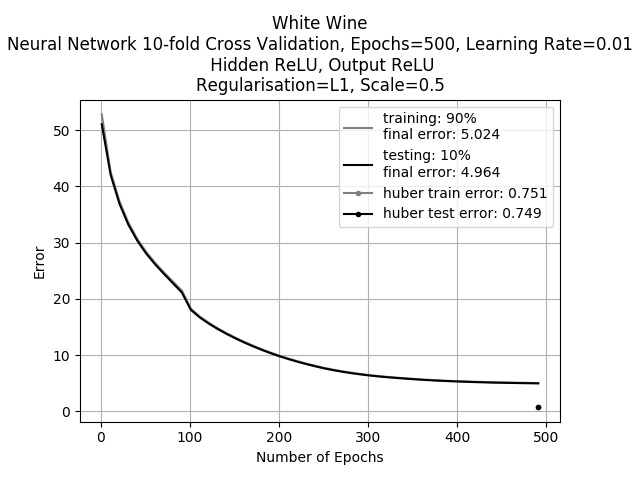 White Wine
Neural Network 10-fold Cross Validation, Epochs=500, Learning Rate=0.01
Hidden ReLU, Output ReLU
Regularisation=L1, Scale=0.5
training: 90%
final error: 5.024
testing: 10%
final error: 4.964
huber train error: 0.751
huber test error: 0.749
Error
50
40
30
20
10
0
0 100 200 300 400 500
Number of Epochs